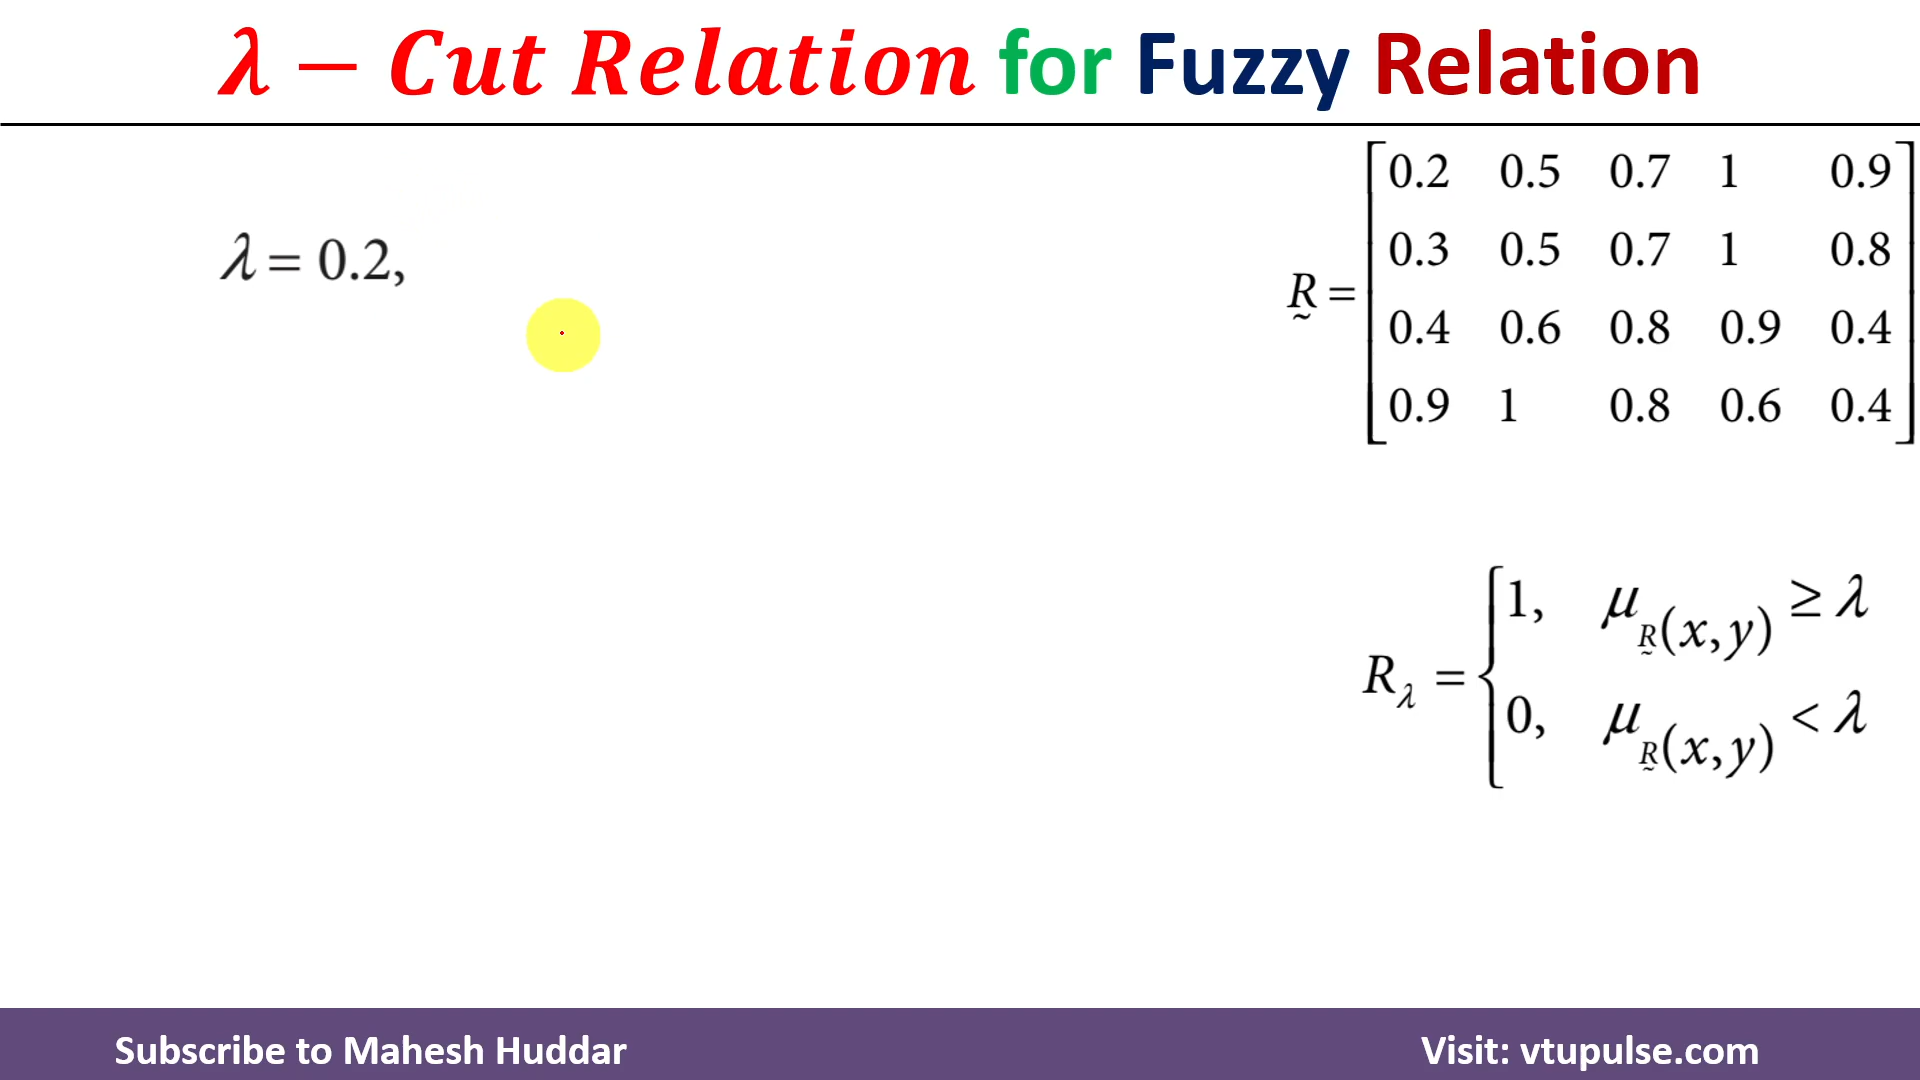 λ − Cut Relation for Fuzzy Relation
λ = 0.2,
R̰ = [0.2 0.5 0.7 1 0.9
0.3 0.5 0.7 1 0.8
0.4 0.6 0.8 0.9 0.4
0.9 1 0.8 0.6 0.4]
R_λ = {1, μ_R̰(x,y) ≥ λ
0, μ_R̰(x,y) < λ
Subscribe to Mahesh Huddar
Visit: vtupulse.com